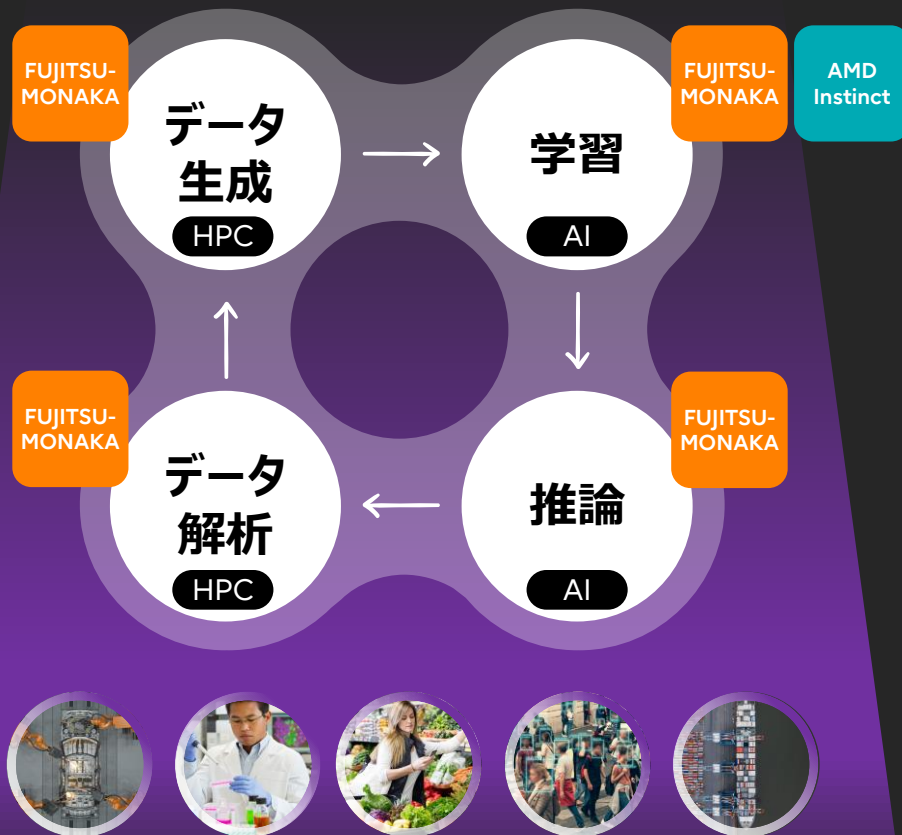 FUJITSU-
MONAKA
データ
生成
HPC
学習
AI
FUJITSU-
MONAKA
AMD
Instinct
FUJITSU-
MONAKA
データ
解析
HPC
推論
AI
FUJITSU-
MONAKA